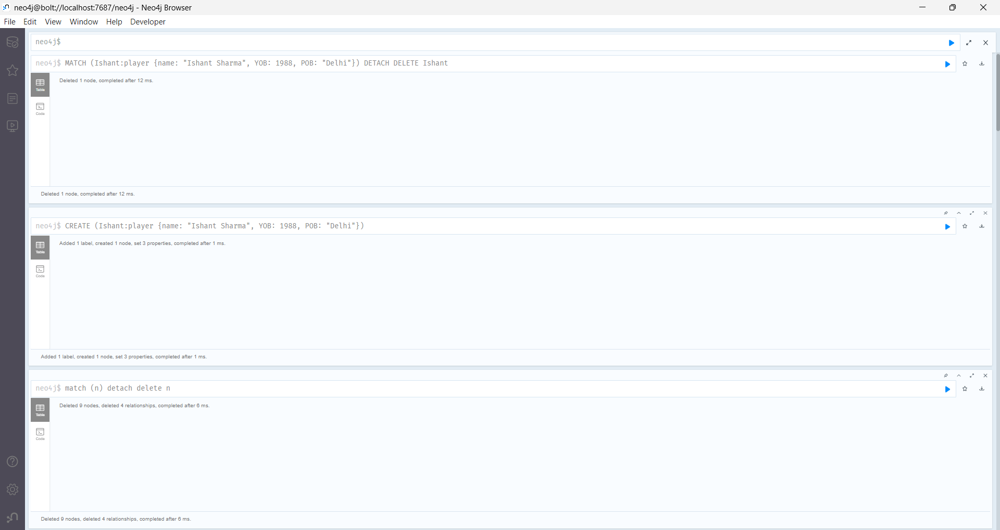 neo4j@bolt://localhost:7687/neo4j - Neo4j Browser
File Edit View Window Help Developer
neo4j$
neo4j$ MATCH (Ishant:player {name: "Ishant Sharma", YOB: 1988, POB: "Delhi"}) DETACH DELETE Ishant
Table
Deleted 1 node, completed after 12 ms.
Code
Deleted 1 node, completed after 12 ms.
neo4j$ CREATE (Ishant:player {name: "Ishant Sharma", YOB: 1988, POB: "Delhi"})
Table
Added 1 label, created 1 node, set 3 properties, completed after 1 ms.
Code
Added 1 label, created 1 node, set 3 properties, completed after 1 ms.
neo4j$ match (n) detach delete n
Table
Deleted 9 nodes, deleted 4 relationships, completed after 6 ms.
Code
Deleted 9 nodes, deleted 4 relationships, completed after 6 ms.